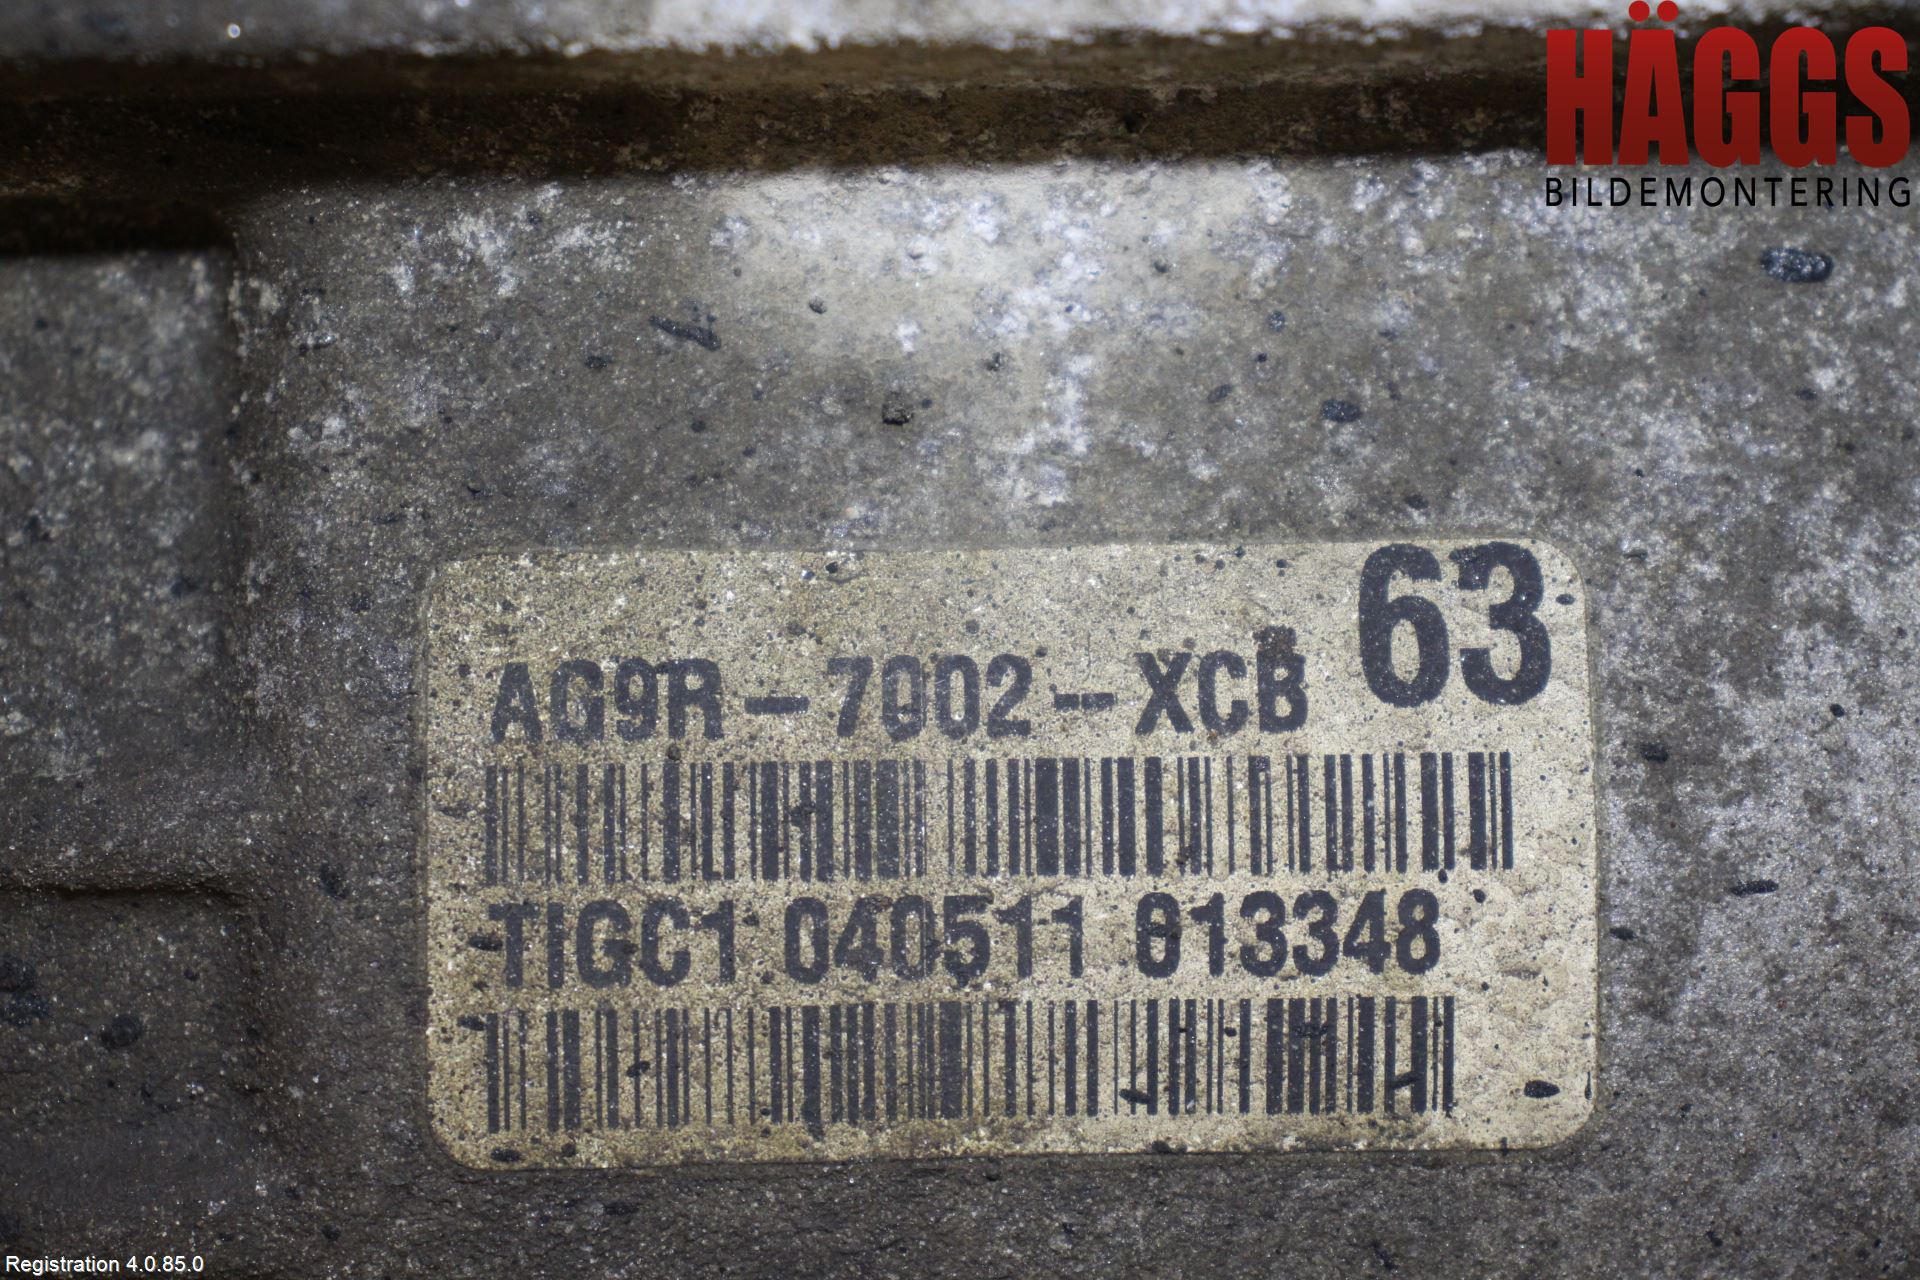 HÄGGS
BILDEMONTERING
63
AG9R-7002-XCB
TIGC1 040511 013348
Registration 4.0.85.0